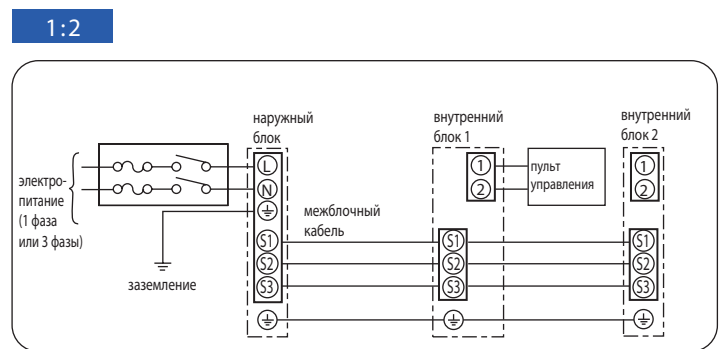 1:2
наружный
блок
внутренний
блок 1
внутренний
блок 2
электро-
питание
(1 фаза
или 3 фазы)
L
N
S1
S2
S3
заземление
межблочный
кабель
1
2
пульт
управления
S1
S2
S3
1
2
S1
S2
S3